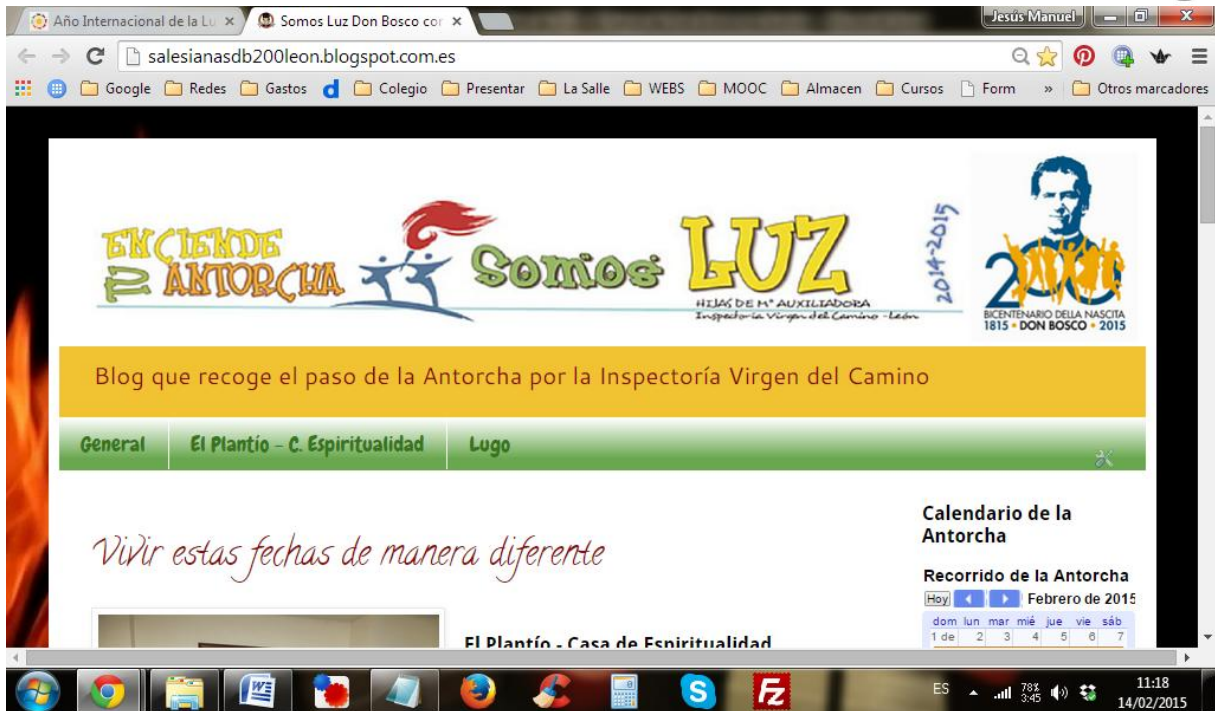 Año Internacional de la Lu
Somos Luz Don Bosco con
Jesús Manuel
salesianasdb200leon.blogspot.com.es
Google Redes Gastos Colegio Presentar La Salle WEBS MOOC Almacen Cursos Form » Otros marcadores
ENCIENDE
ANTORCHA
Somos LUZ
2014-2015
HIJAS DE Mª AUXILIADORA
Inspectoría Virgen del Camino - León
200
BICENTENARIO DELLA NASCITA
1815 • DON BOSCO • 2015
Blog que recoge el paso de la Antorcha por la Inspectoría Virgen del Camino
General El Plantío - C. Espiritualidad Lugo
Vivir estas fechas de manera diferente
El Plantío - Casa de Espiritualidad
Calendario de la
Antorcha
Recorrido de la Antorcha
Hoy Febrero de 2015
dom lun mar mié jue vie sáb
1 de 2 3 4 5 6 7
ES 78% 3:45 11:18
14/02/2015